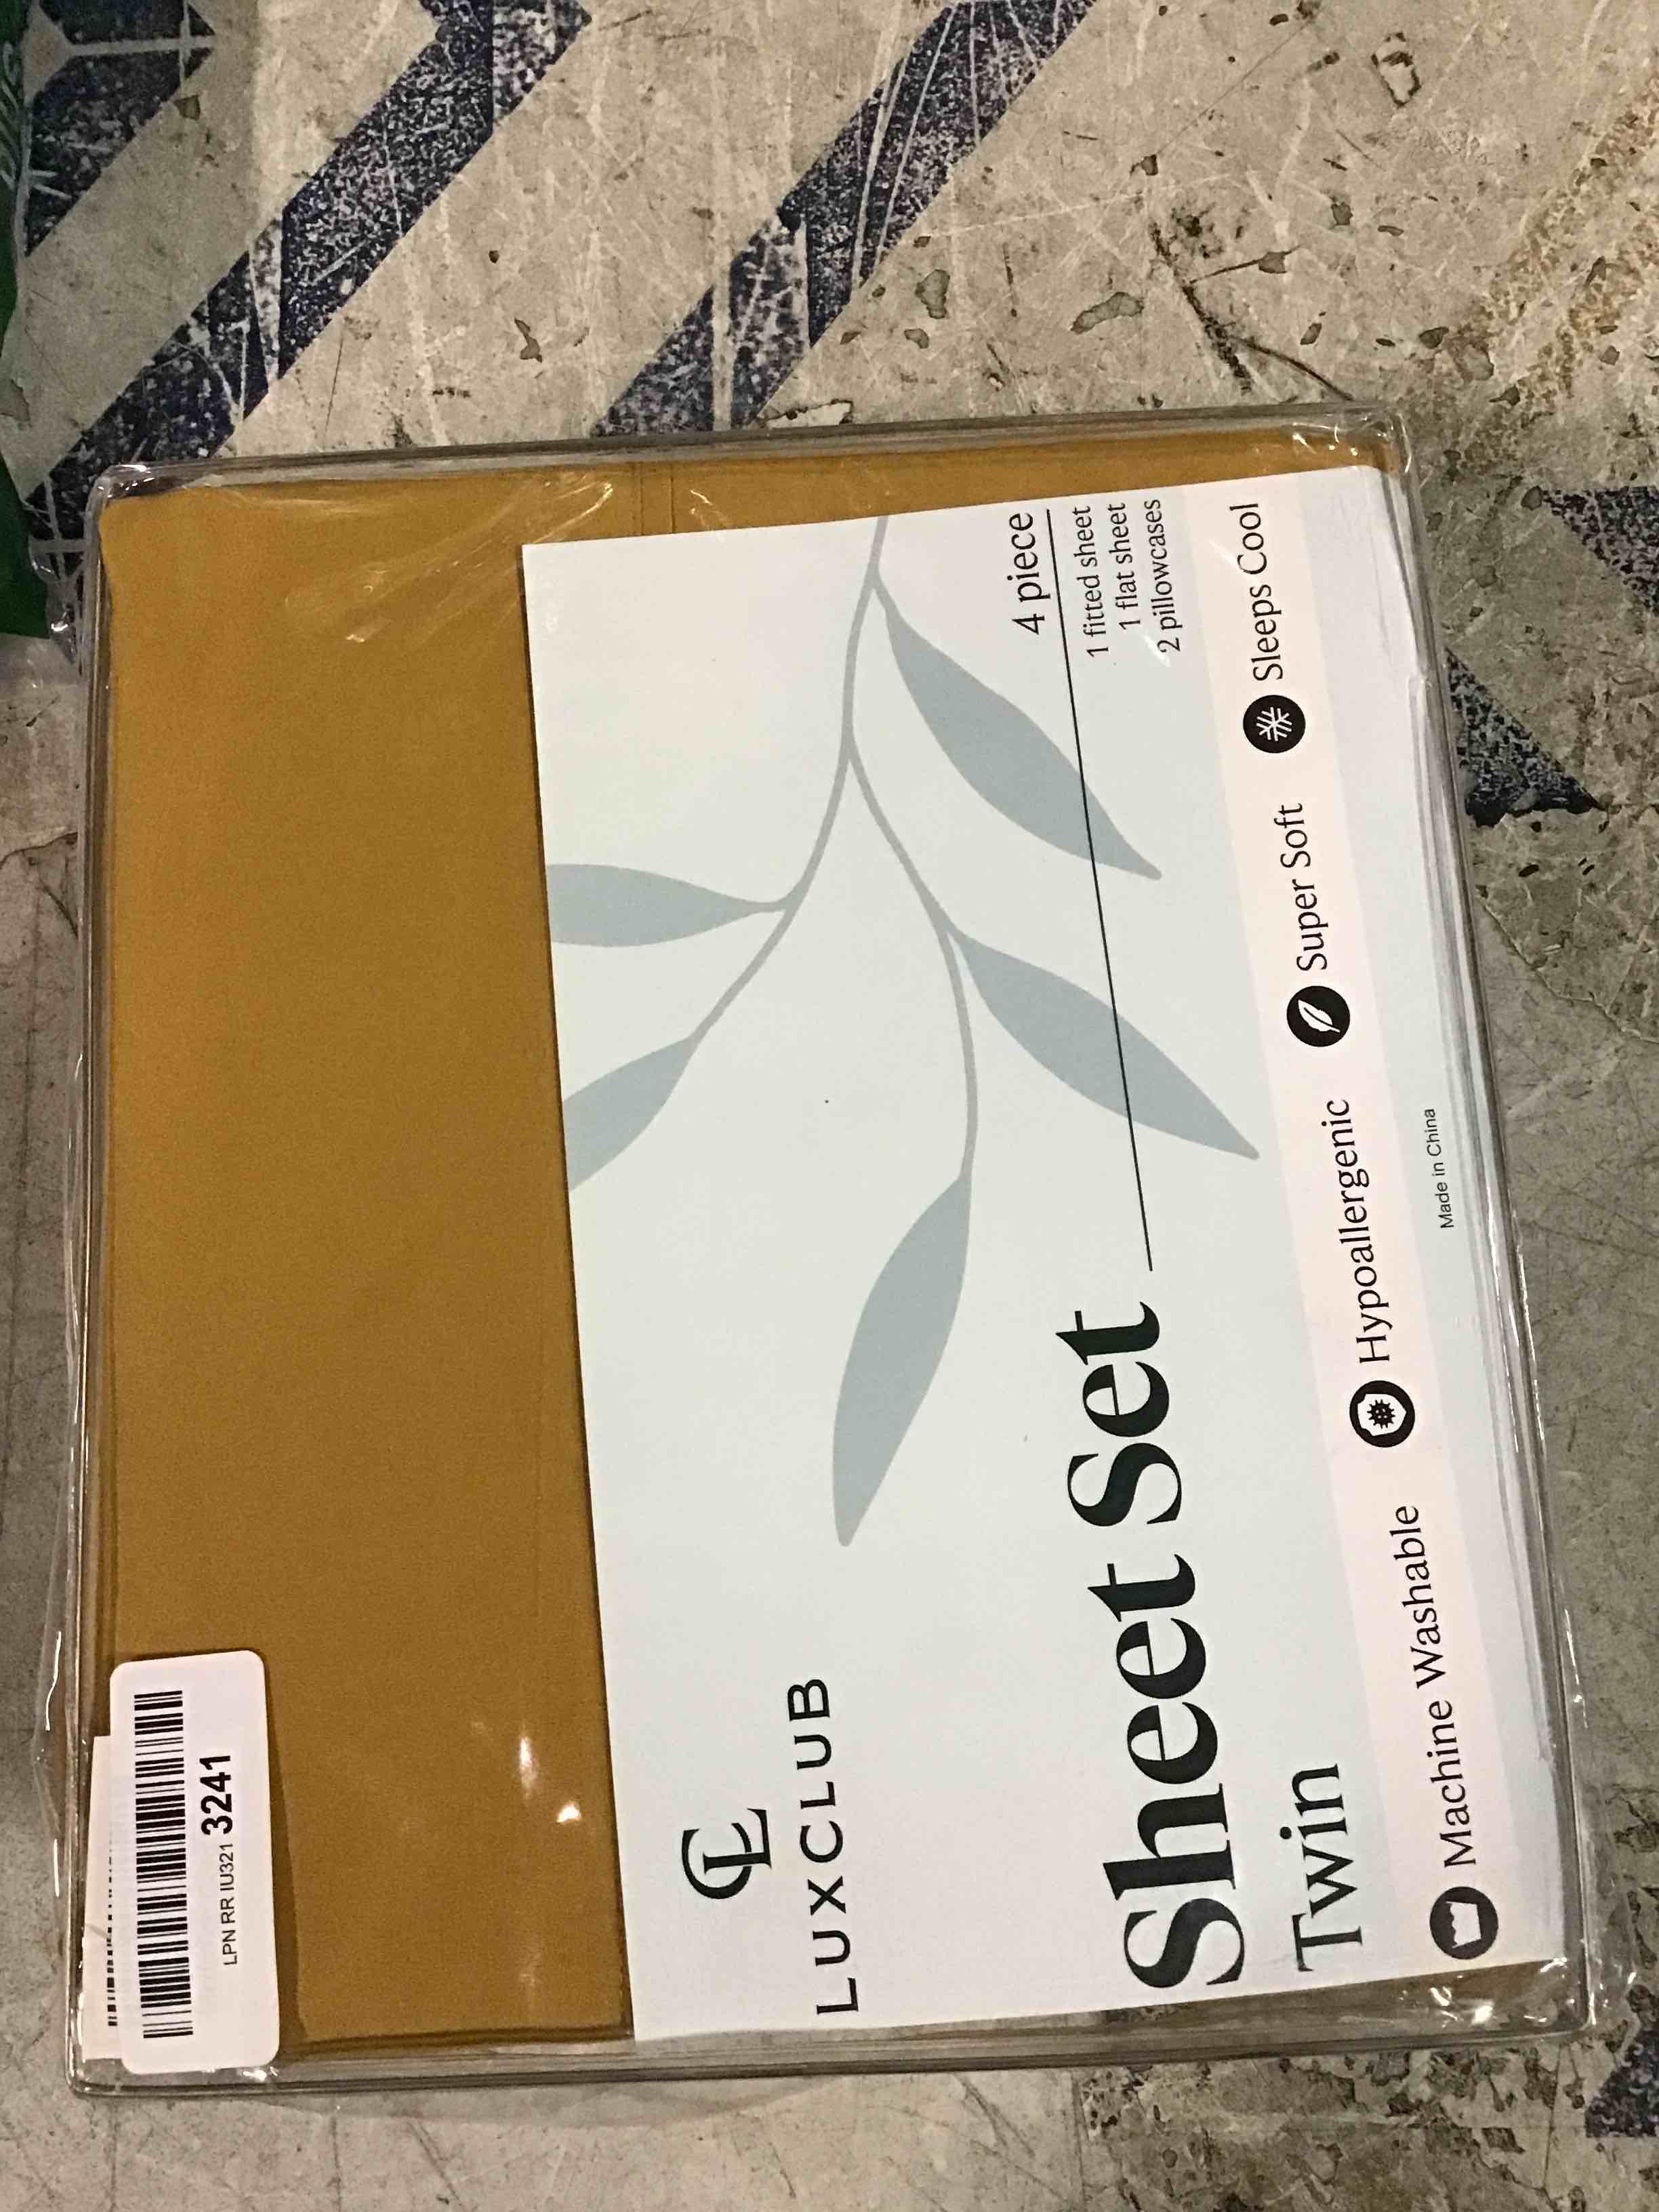 LPN RR IU321 3241
CL
LUXCLUB
4 piece
1 fitted sheet
1 flat sheet
2 pillowcases
Sheet Set
Twin
Machine Washable
Hypoallergenic
Super Soft
Sleeps Cool
Made in China